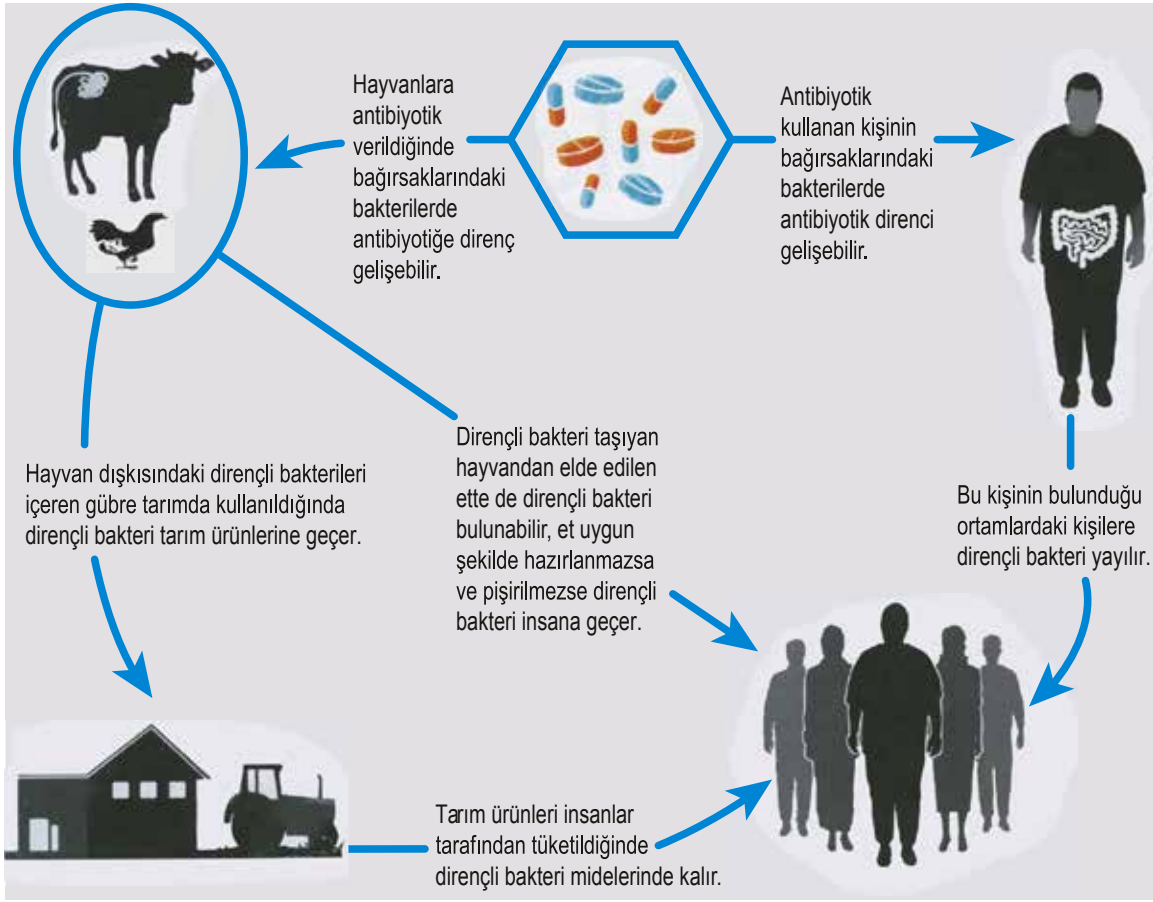 Hayvanlara
antibiyotik
verildiğinde
bağırsaklarındaki
bakterilerde
antibiyotiğe direnç
gelişebilir.
Antibiyotik
kullanan kişinin
bağırsaklarındaki
bakterilerde
antibiyotik direnci
gelişebilir.
Hayvan dışkısındaki dirençli bakterileri
içeren gübre tarımda kullanıldığında
dirençli bakteri tarım ürünlerine geçer.
Dirençli bakteri taşıyan
hayvandan elde edilen
ette de dirençli bakteri
bulunabilir, et uygun
şekilde hazırlanmazsa
ve pişirilmezse dirençli
bakteri insana geçer.
Bu kişinin bulunduğu
ortamlardaki kişilere
dirençli bakteri yayılır.
Tarım ürünleri insanlar
tarafından tüketildiğinde
dirençli bakteri midelerinde kalır.